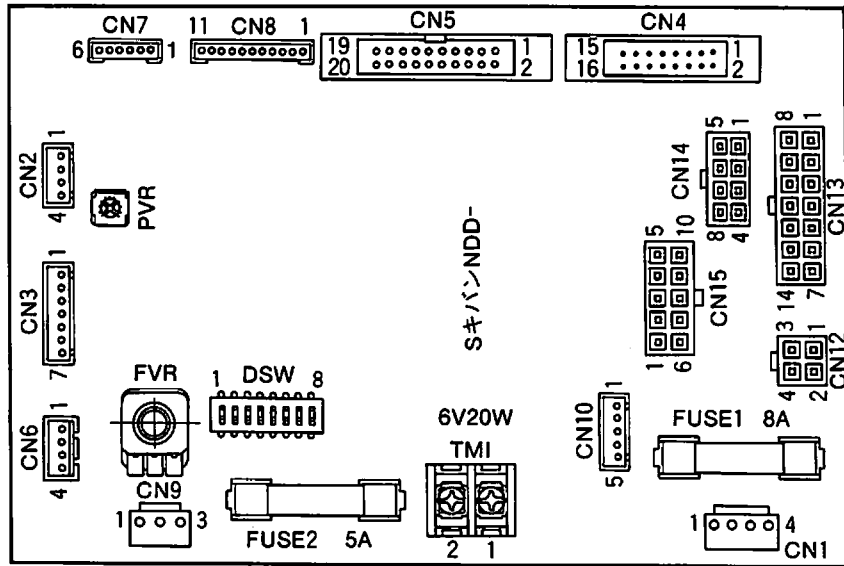 CN7
6 1
11 CN8 1
CN5
19 1
20 2
CN4
15 1
16 2
CN2
1
4
PVR
CN14
5 1
8 4
CN13
8 1
14 7
CN15
5 10
1 6
SキバンNDD-
CN3
1
7
CN12
3 1
4 2
FVR
DSW
1 8
CN6
1
4
6V20W
TMI
2 1
CN10
1
5
FUSE1 8A
CN9
1 3
FUSE2 5A
1 4
CN1